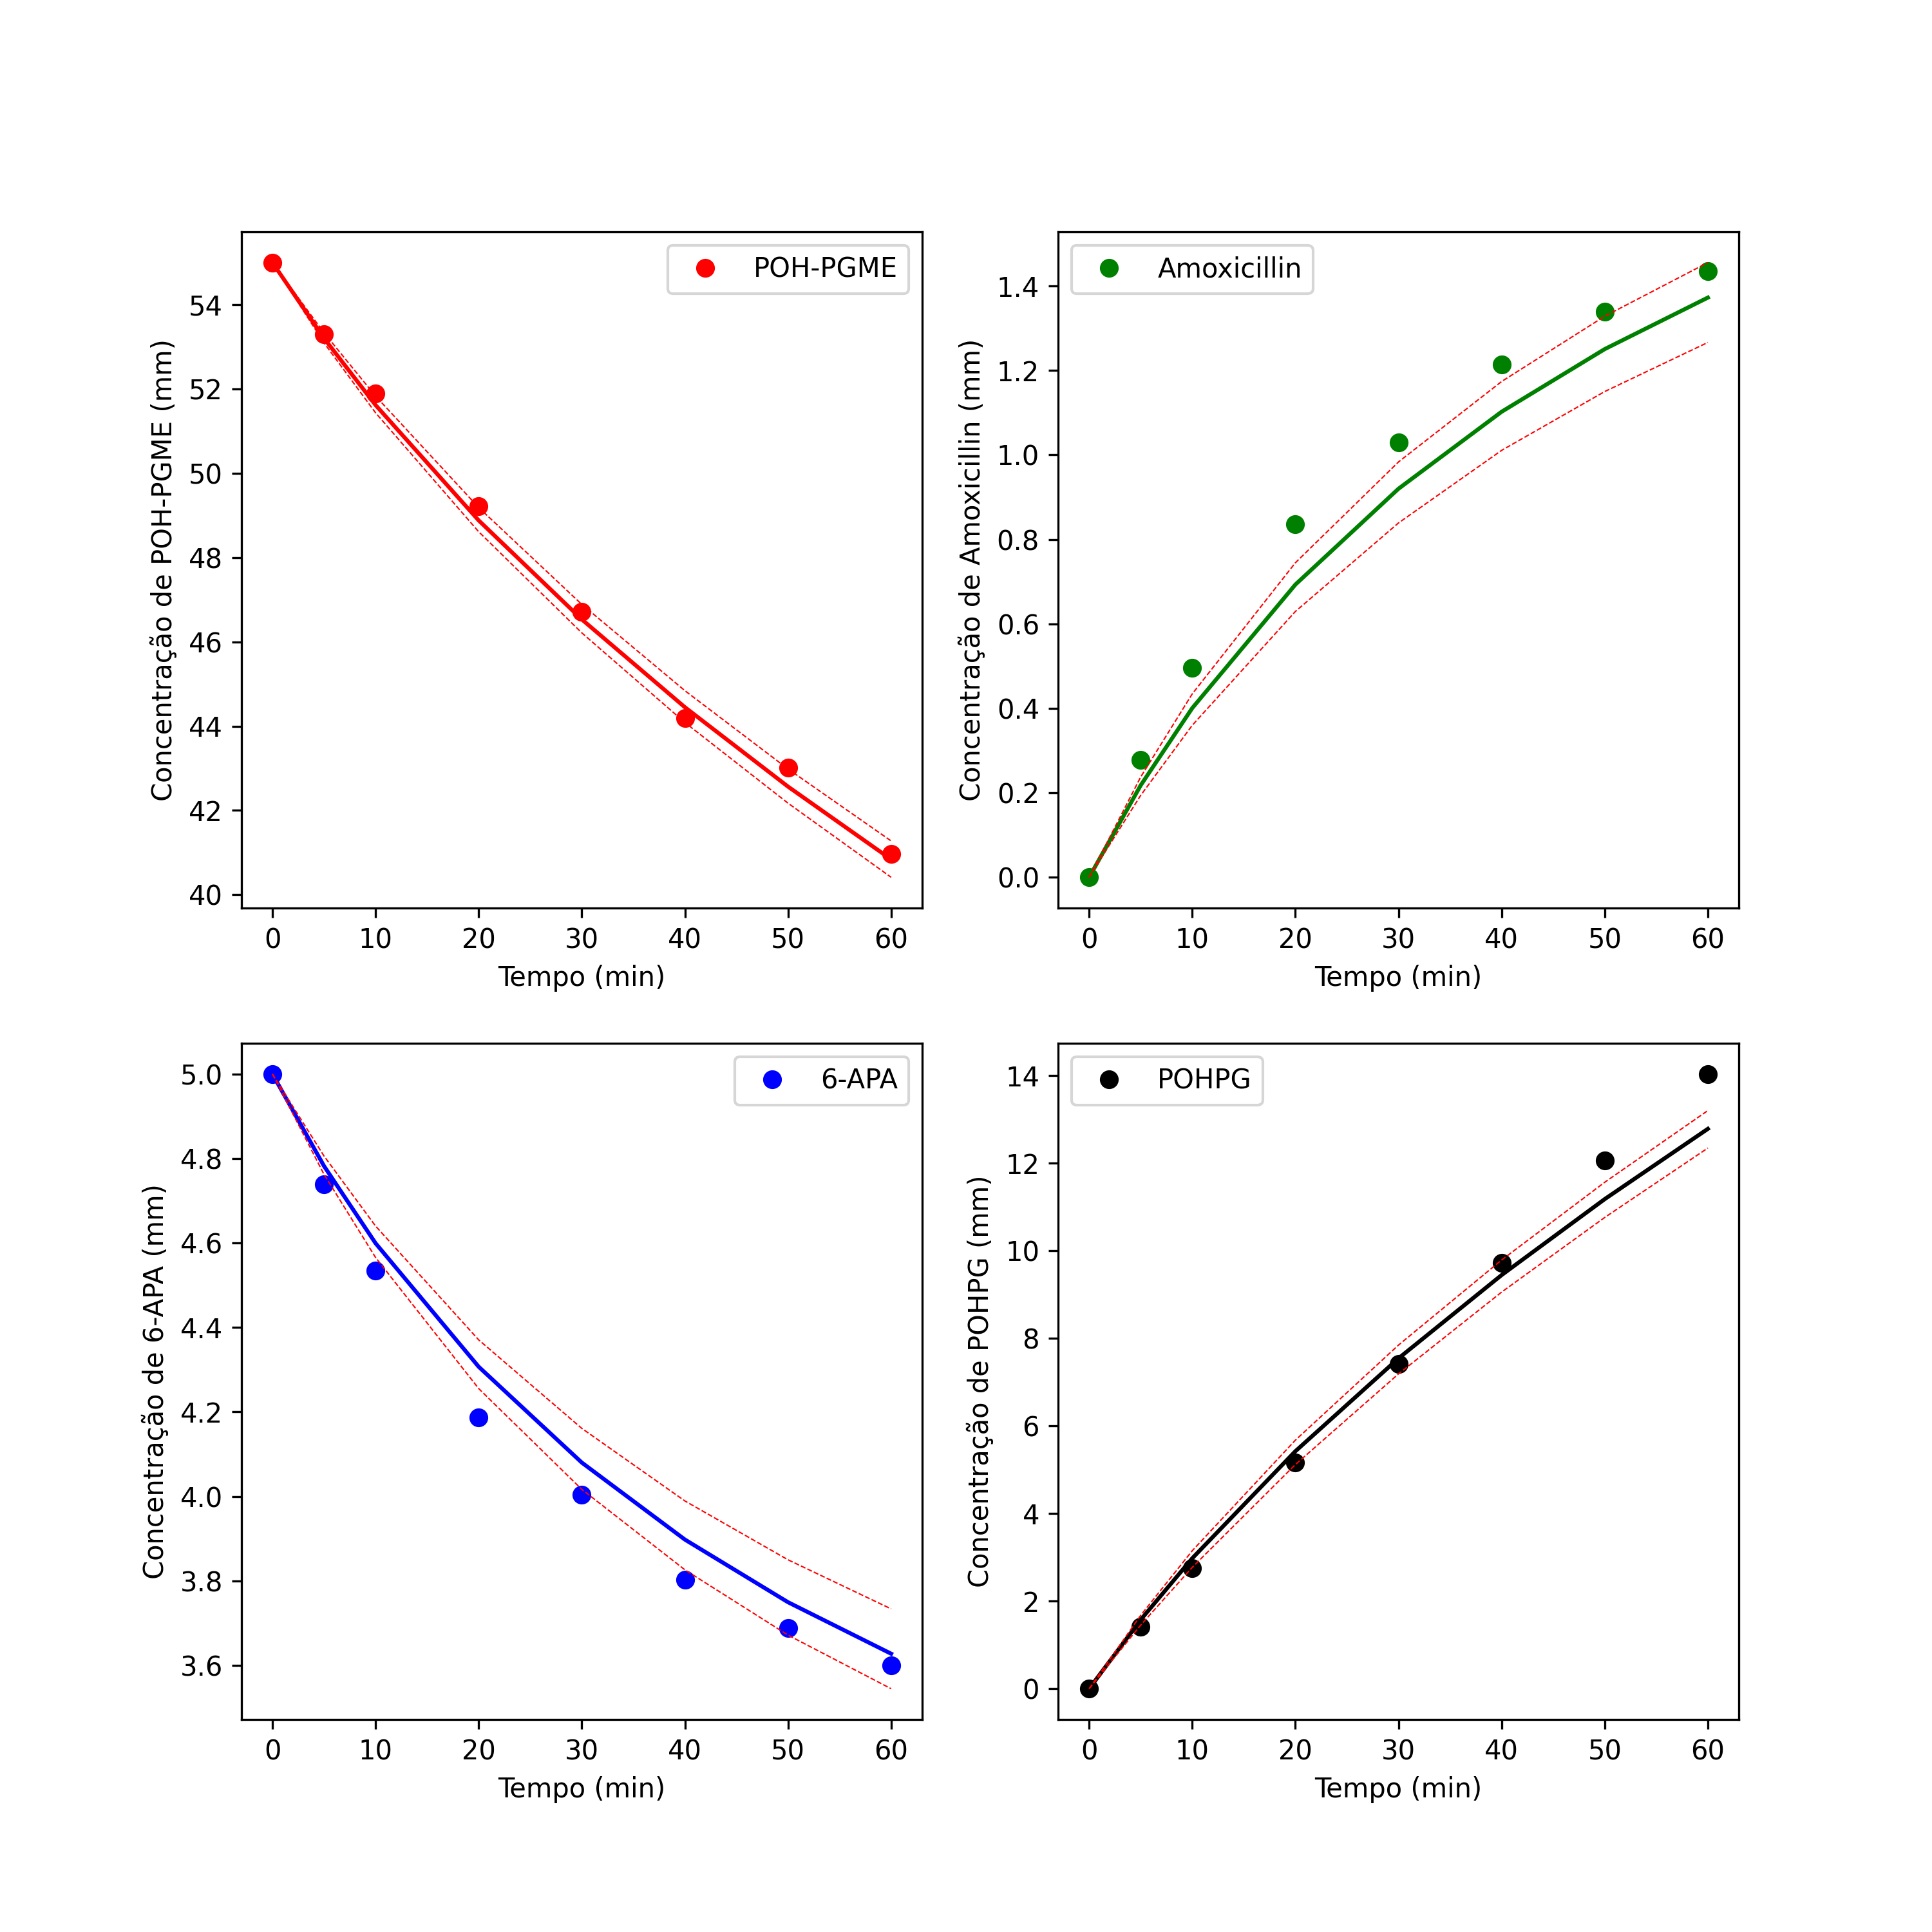 POH-PGME
Concentração de POH-PGME (mm)
54
52
50
48
46
44
42
40
0 10 20 30 40 50 60
Tempo (min)
Amoxicillin
Concentração de Amoxicillin (mm)
1.4
1.2
1.0
0.8
0.6
0.4
0.2
0.0
0 10 20 30 40 50 60
Tempo (min)
6-APA
Concentração de 6-APA (mm)
5.0
4.8
4.6
4.4
4.2
4.0
3.8
3.6
0 10 20 30 40 50 60
Tempo (min)
POHPG
Concentração de POHPG (mm)
14
12
10
8
6
4
2
0
0 10 20 30 40 50 60
Tempo (min)